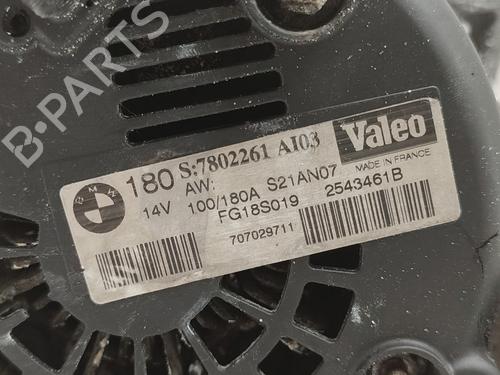 B-PARTS
BMW
180 S:7802261 AI03 Valeo
AW: MADE IN FRANCE
14V 100/180A S21AN07
FG18S019 2543461B
707029711